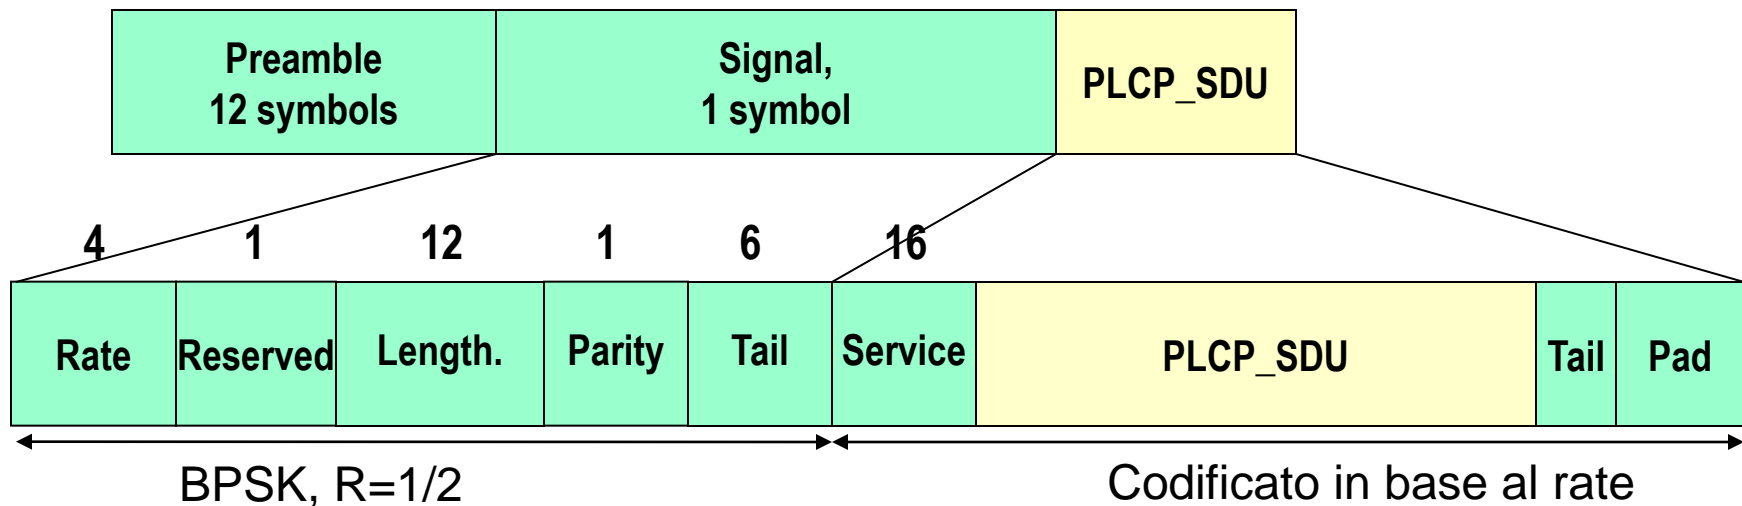 Preamble
12 symbols
Signal,
1 symbol
PLCP_SDU
4 1 12 1 6 16
Rate Reserved Length. Parity Tail Service PLCP_SDU Tail Pad
BPSK, R=1/2
Codificato in base al rate